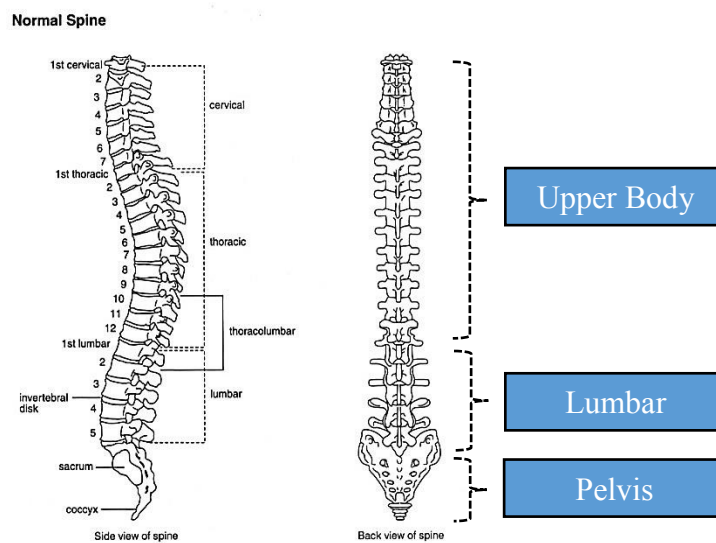 Normal Spine
1st cervical
2
3
4
5
6
7
1st thoracic
2
3
4
5
6
7
8
9
10
11
12
1st lumbar
2
3
invertebral
disk
4
5
sacrum
coccyx
cervical
thoracic
thoracolumbar
lumbar
Side view of spine
Back view of spine
Upper Body
Lumbar
Pelvis